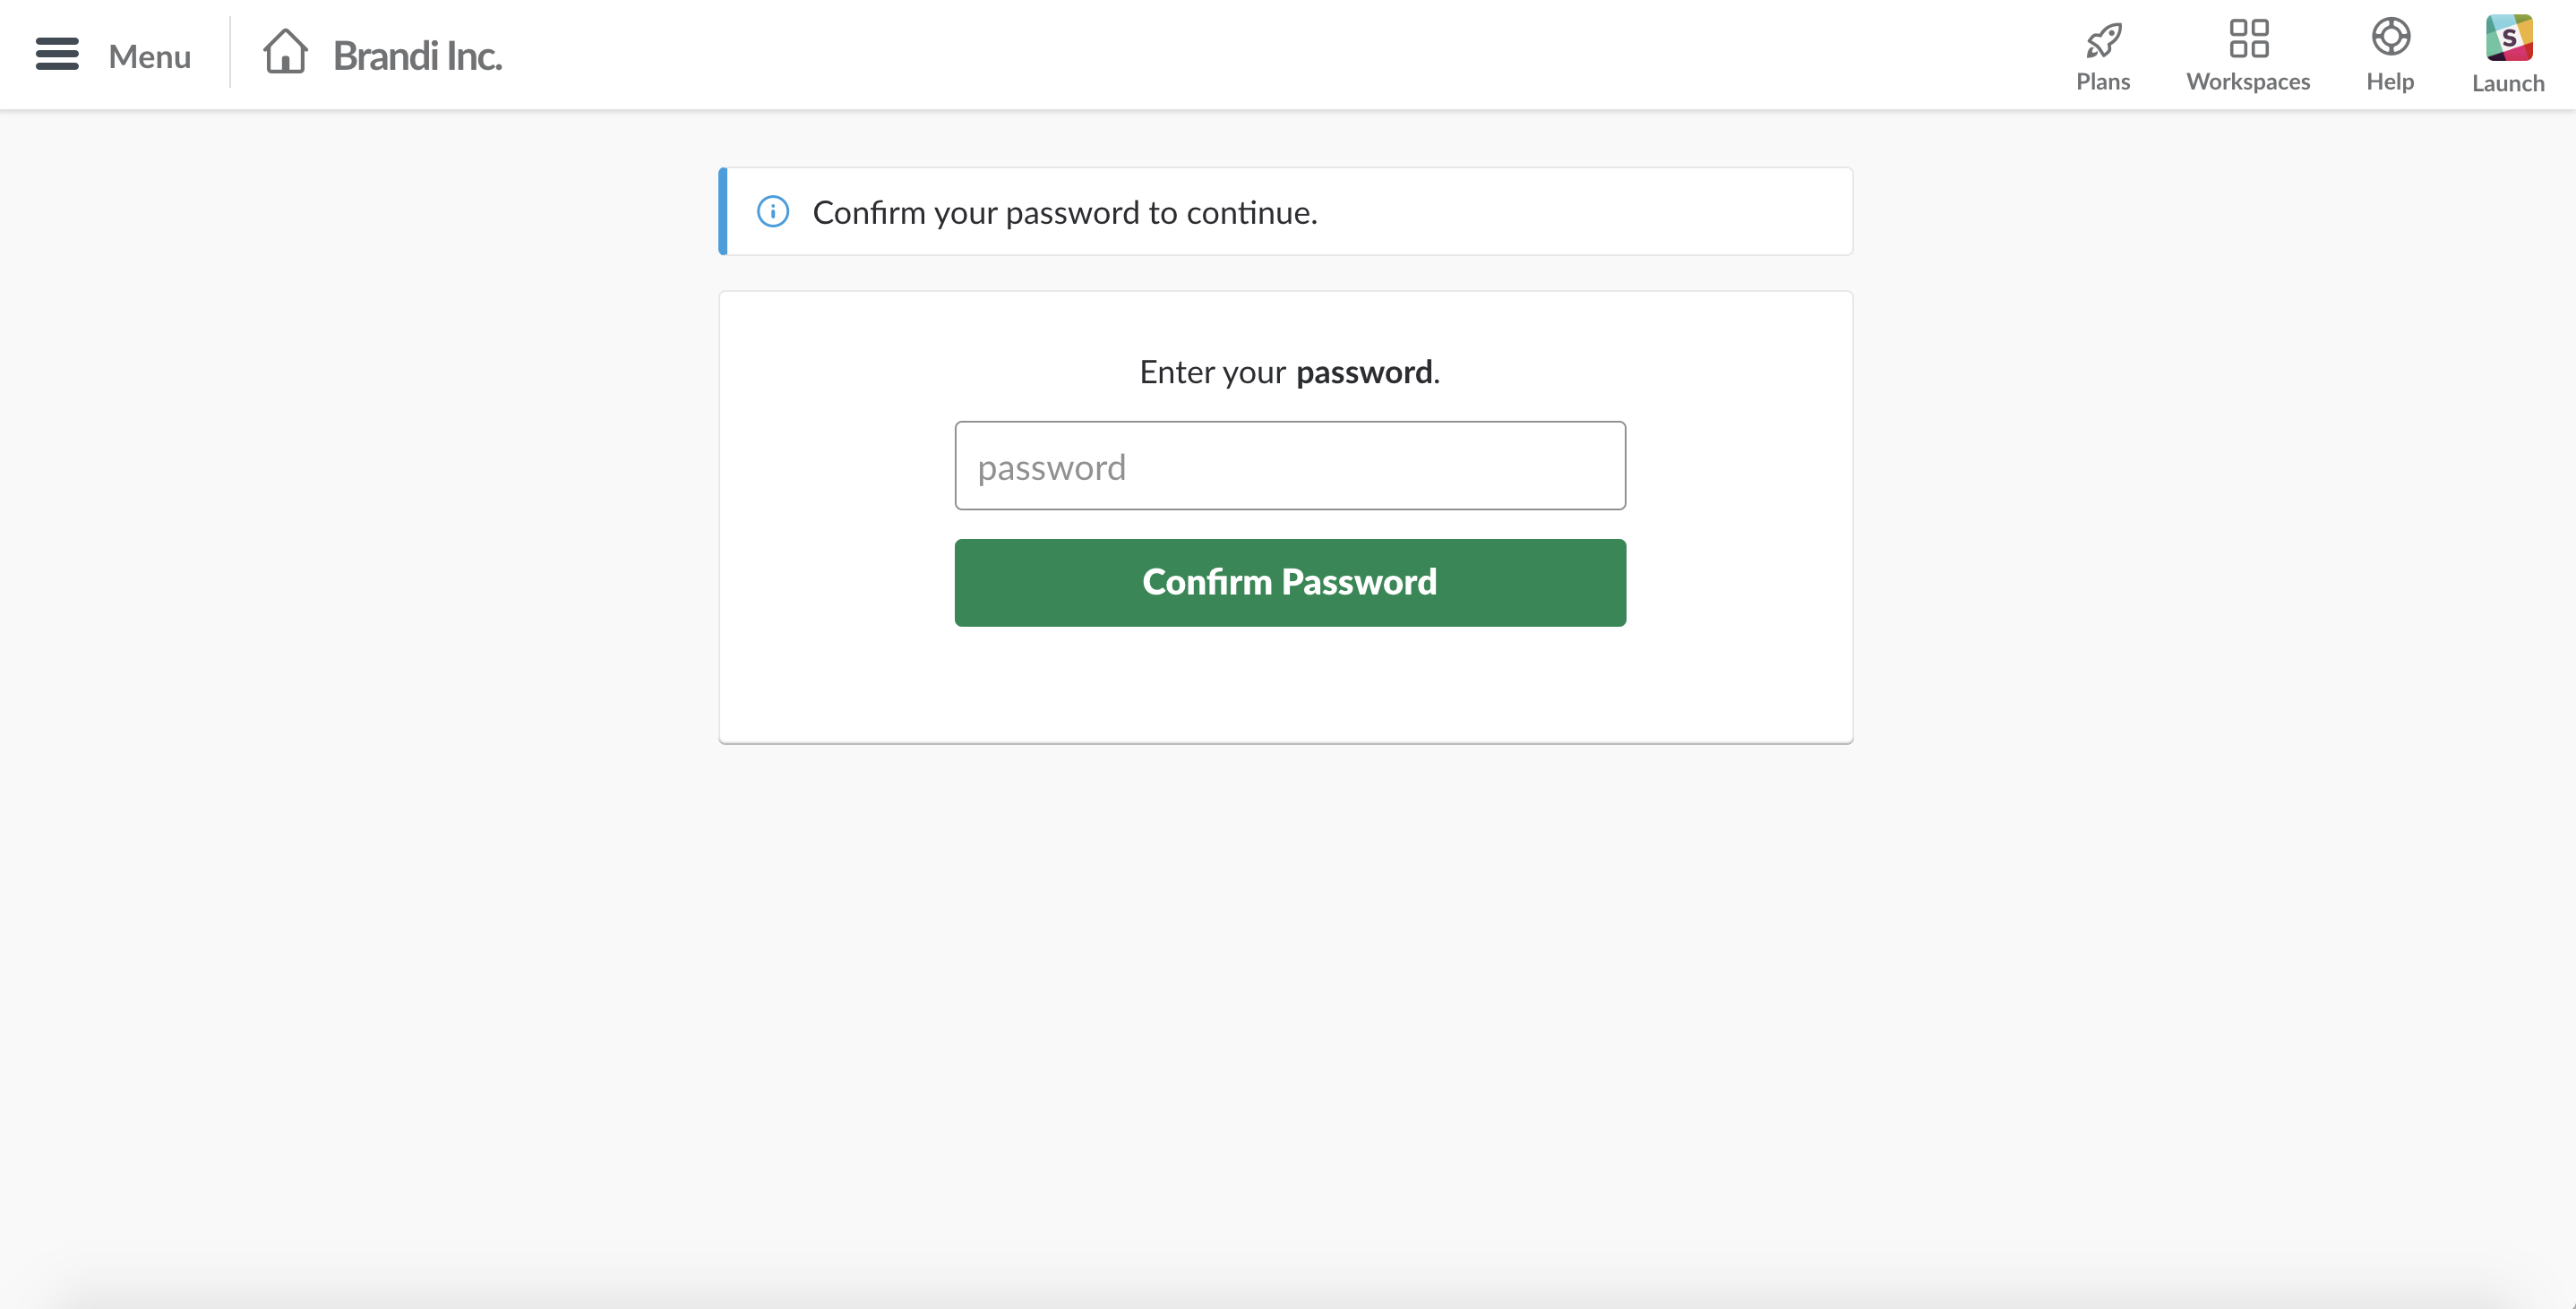 Menu
Brandi Inc.
Plans
Workspaces
Help
S
Launch
Confirm your password to continue.
Enter your password.
password
Confirm Password